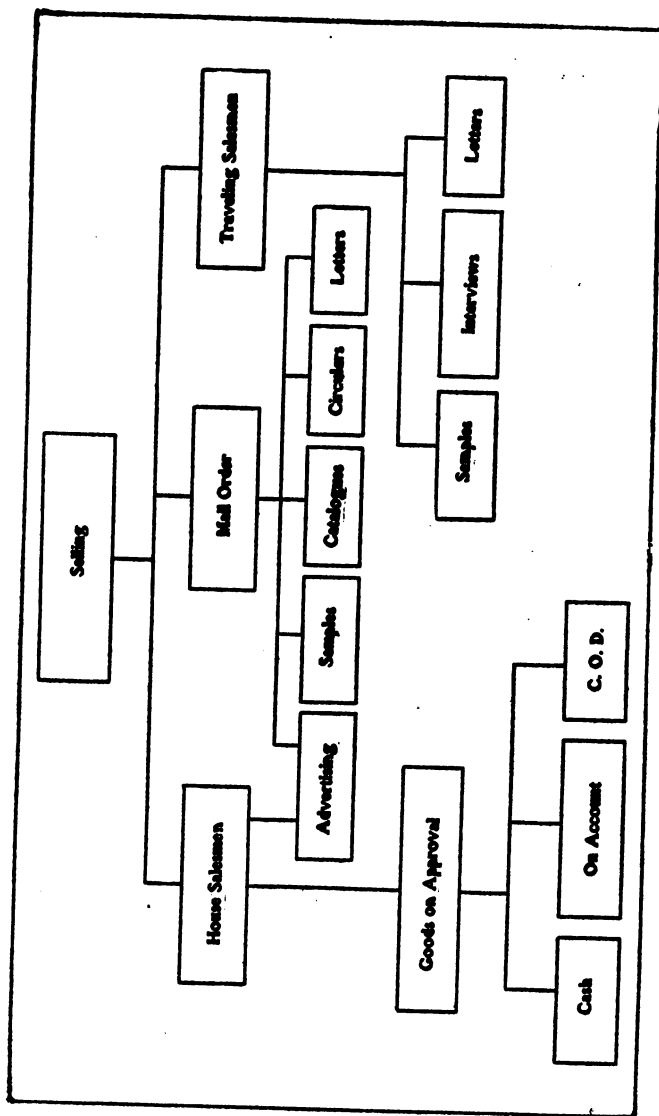 Selling
House Salesmen
Mail Order
Traveling Salesmen
Advertising
Samples
Catalogues
Circulars
Letters
Goods on Approval
Samples
Interviews
Letters
Cash
On Account
C. O. D.